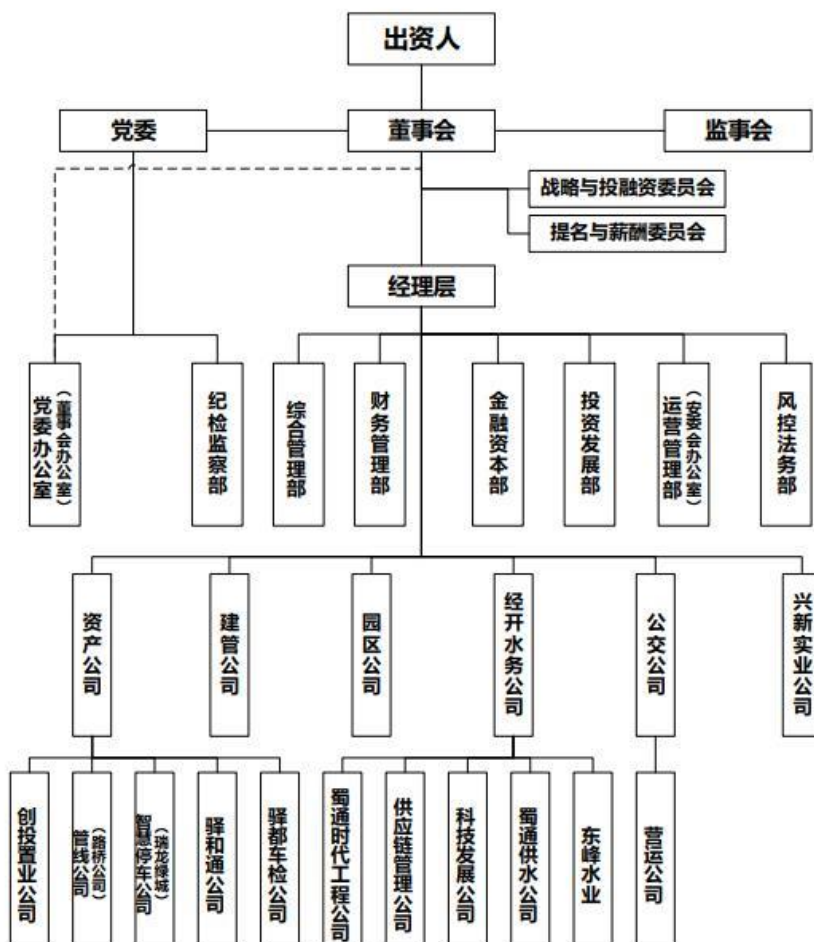 出资人
党委
董事会
监事会
战略与投融资委员会
提名与薪酬委员会
经理层
党委办公室
（董事会办公室）
纪检监察部
综合管理部
财务管理部
金融资本部
投资发展部
运营管理部
（安委会办公室）
风控法务部
资产公司
建管公司
园区公司
经开水务公司
公交公司
兴新实业公司
创投置业公司
管线公司
（路桥公司）
智慧停车公司
（瑞龙绿城）
驿和通公司
驿都车检公司
蜀通时代工程公司
供应链管理公司
科技发展公司
蜀通供水公司
东峰水业
营运公司